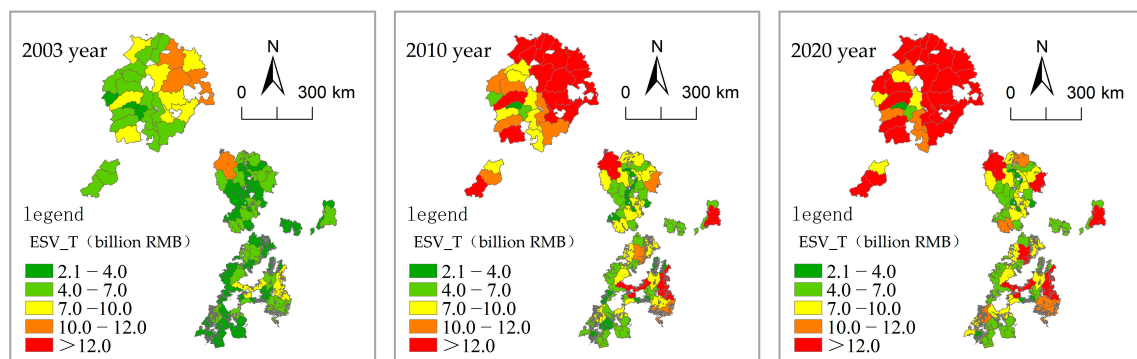 2003 year
N
0 300 km
legend
ESV_T（billion RMB）
2.1－4.0
4.0－7.0
7.0－10.0
10.0－12.0
＞12.0
2010 year
N
0 300 km
legend
ESV_T（billion RMB）
2.1－4.0
4.0－7.0
7.0－10.0
10.0－12.0
＞12.0
2020 year
N
0 300 km
legend
ESV_T（billion RMB）
2.1－4.0
4.0－7.0
7.0－10.0
10.0－12.0
＞12.0